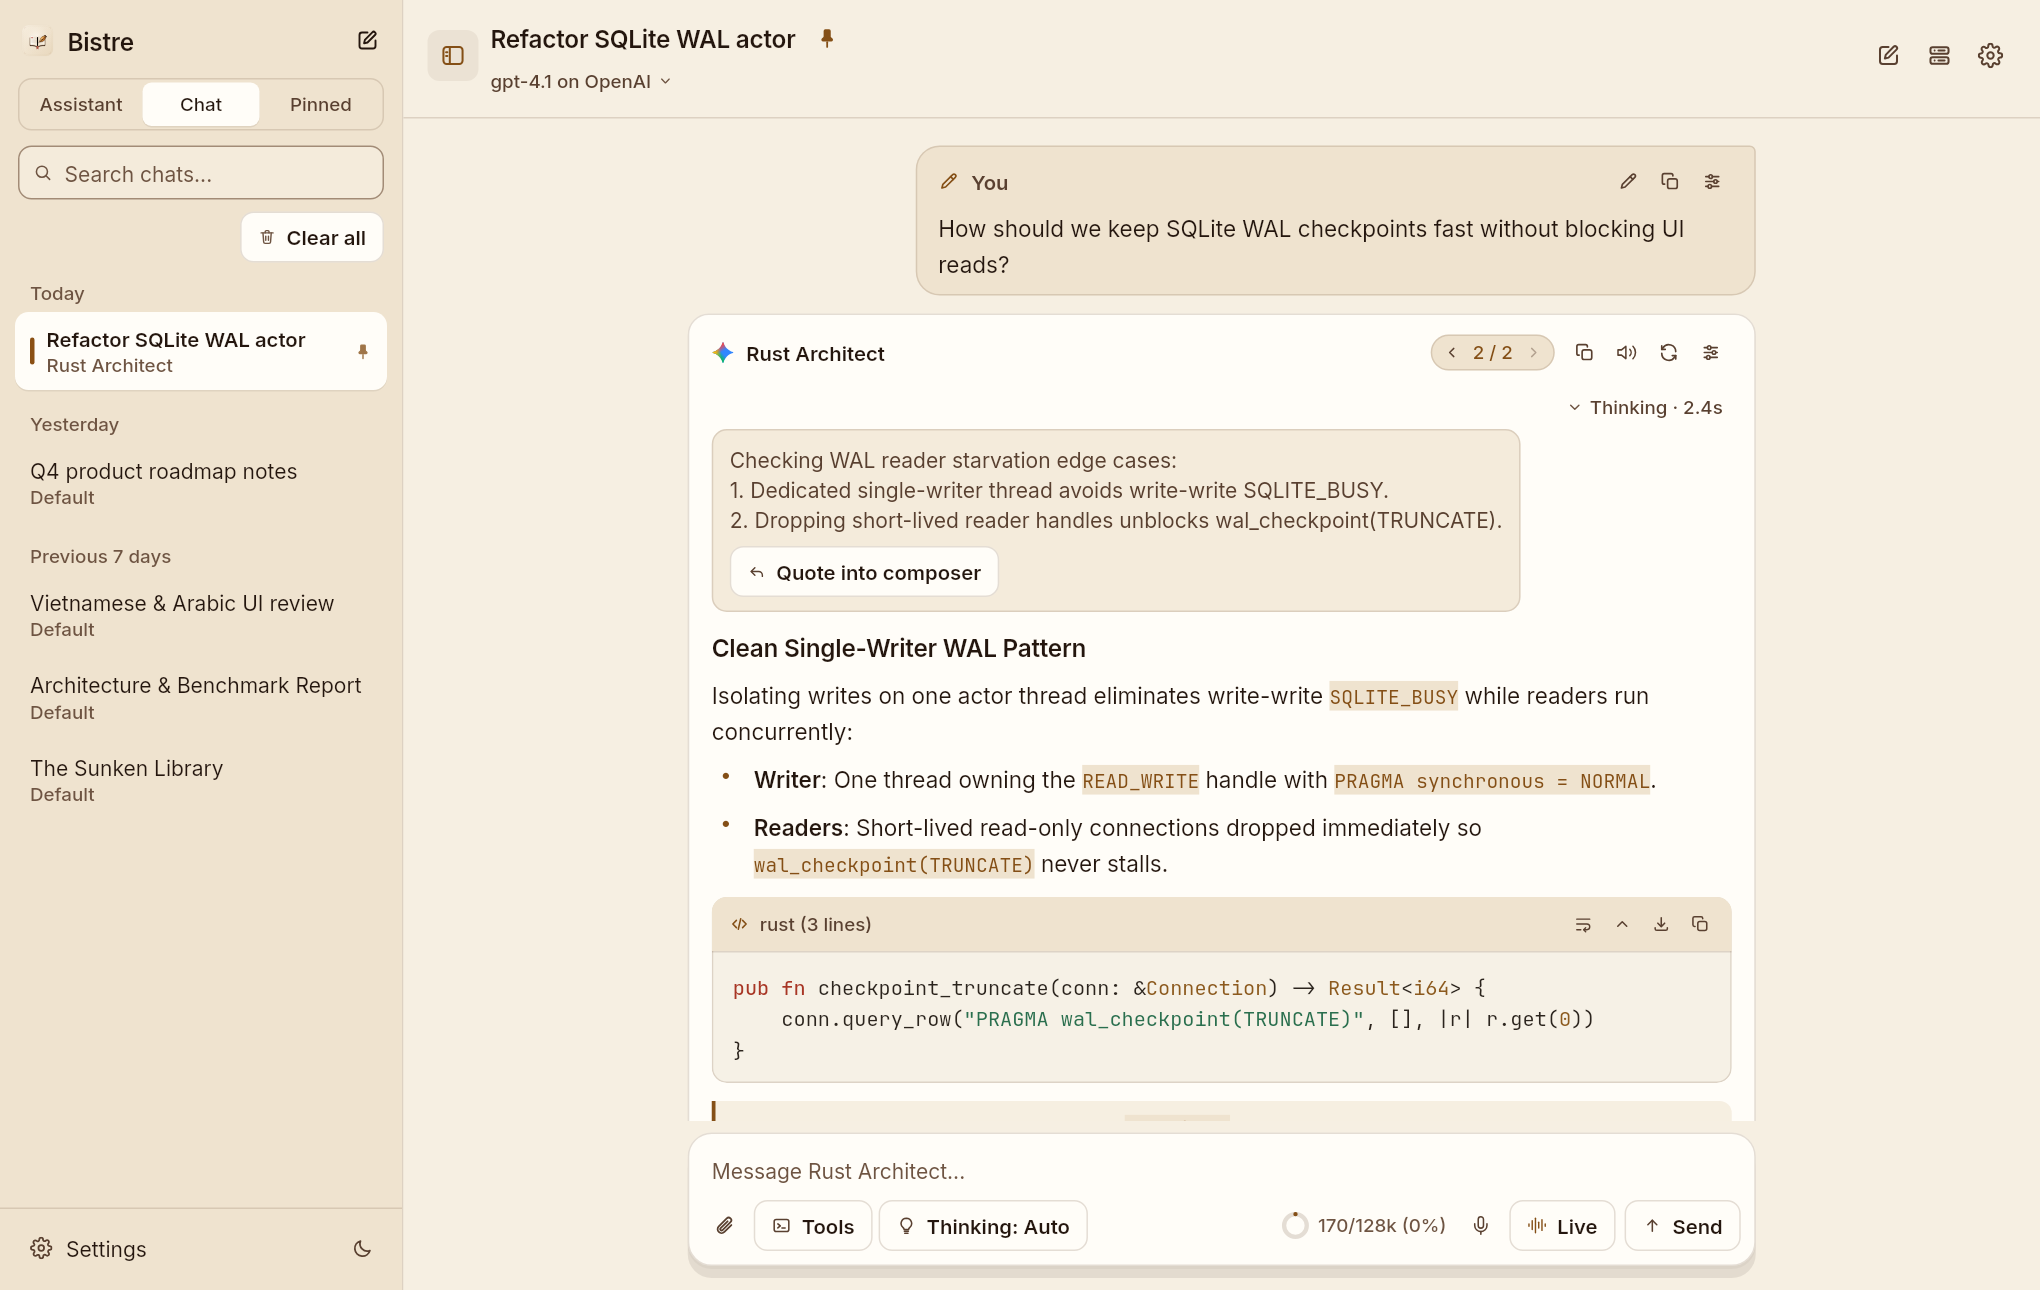 Bistre
Assistant
Chat
Pinned
Search chats...
Clear all
Today
Refactor SQLite WAL actor
Rust Architect
Yesterday
Q4 product roadmap notes
Default
Previous 7 days
Vietnamese & Arabic UI review
Default
Architecture & Benchmark Report
Default
The Sunken Library
Default
Settings
Refactor SQLite WAL actor
gpt-4.1 on OpenAI
You
How should we keep SQLite WAL checkpoints fast without blocking UI
reads?
Rust Architect
2 / 2
Thinking · 2.4s
Checking WAL reader starvation edge cases:
1. Dedicated single-writer thread avoids write-write SQLITE_BUSY.
2. Dropping short-lived reader handles unblocks wal_checkpoint(TRUNCATE).
Quote into composer
Clean Single-Writer WAL Pattern
Isolating writes on one actor thread eliminates write-write SQLITE_BUSY while readers run
concurrently:
• Writer: One thread owning the READ_WRITE handle with PRAGMA synchronous = NORMAL.
• Readers: Short-lived read-only connections dropped immediately so
wal_checkpoint(TRUNCATE) never stalls.
rust (3 lines)
pub fn checkpoint_truncate(conn: &Connection) -> Result<i64> {
    conn.query_row("PRAGMA wal_checkpoint(TRUNCATE)", [], |r| r.get(0))
}
Message Rust Architect...
Tools
Thinking: Auto
170/128k (0%)
Live
Send